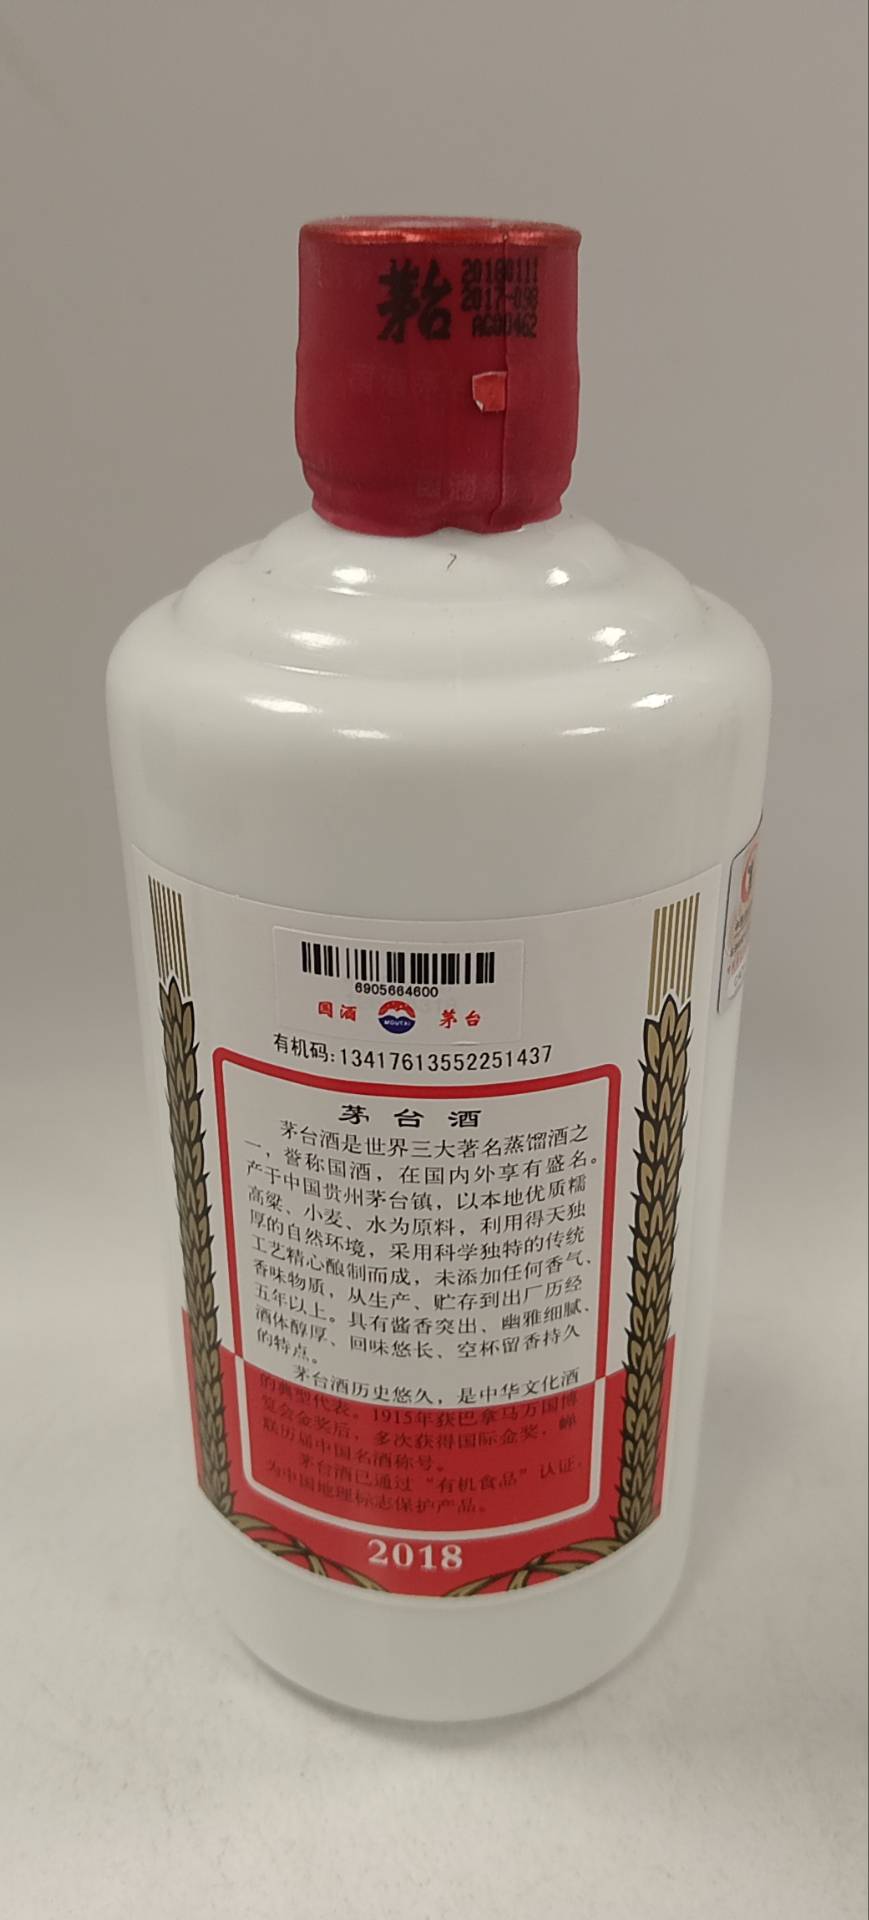 茅台
20180111
2017-098
AG00462
6905664600
国酒
MOUTAI
茅台
有机码:13417613552251437
茅台酒
茅台酒是世界三大著名蒸馏酒之
一，誉称国酒，在国内外享有盛名。
产于中国贵州茅台镇，以本地优质糯
高粱、小麦、水为原料，利用得天独
厚的自然环境，采用科学独特的传统
工艺精心酿制而成，未添加任何香气、
香味物质，从生产、贮存到出厂历经
五年以上。具有酱香突出、幽雅细腻、
酒体醇厚、回味悠长、空杯留香持久
的特点。
茅台酒历史悠久，是中华文化酒
的典型代表。1915年获巴拿马万国博
览会金奖后，多次获得国际金奖，蝉
联历届中国名酒称号。
茅台酒已通过“有机食品”认证，
为中国地理标志保护产品。
2018